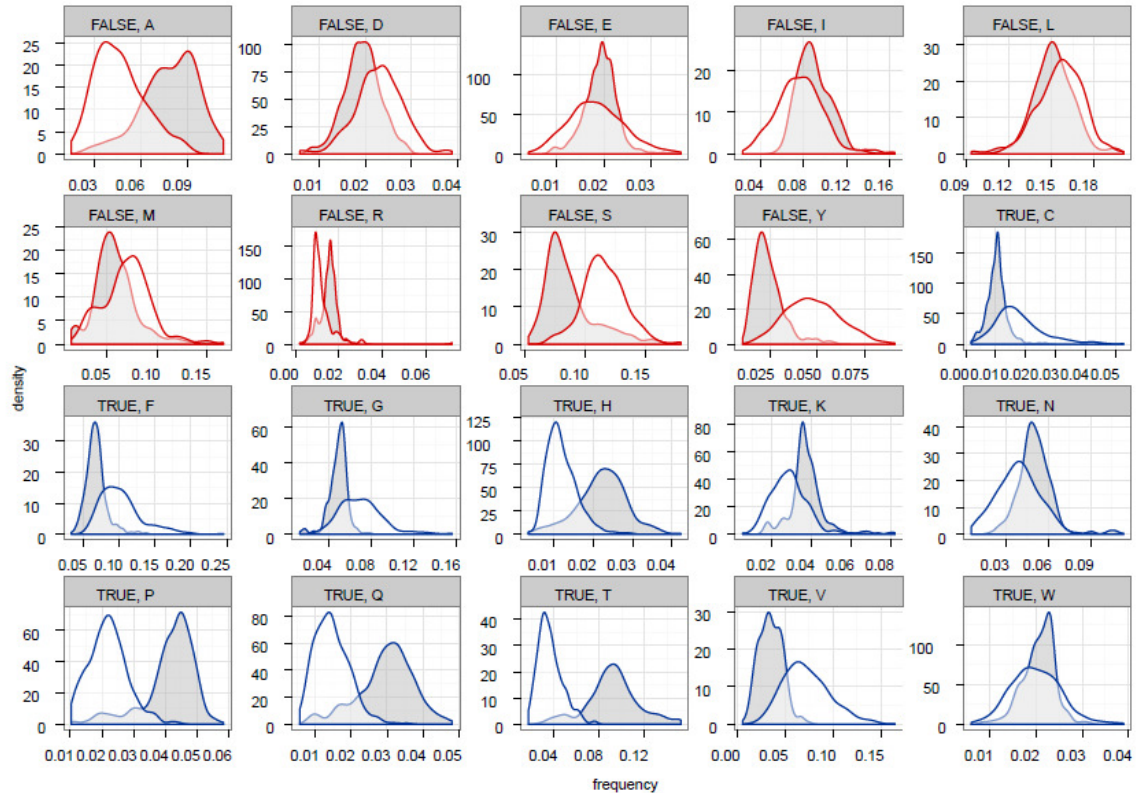 FALSE, A
FALSE, D
FALSE, E
FALSE, I
FALSE, L
25
20
15
10
5
0
100
75
50
25
0
100
50
0
20
10
0
30
20
10
0
0.03 0.06 0.09
0.01 0.02 0.03 0.04
0.01 0.02 0.03
0.04 0.08 0.12 0.16
0.09 0.12 0.15 0.18
FALSE, M
FALSE, R
FALSE, S
FALSE, Y
TRUE, C
25
20
15
10
5
0
150
100
50
0
30
20
10
0
60
40
20
0
150
100
50
0
0.05 0.10 0.15
0.00 0.02 0.04 0.06
0.05 0.10 0.15
0.025 0.050 0.075
0.00 0.01 0.02 0.03 0.04 0.05
density
TRUE, F
TRUE, G
TRUE, H
TRUE, K
TRUE, N
30
20
10
0
60
40
20
0
125
100
75
50
25
0
80
60
40
20
0
40
30
20
10
0
0.05 0.10 0.15 0.20 0.25
0.04 0.08 0.12 0.16
0.01 0.02 0.03 0.04
0.02 0.04 0.06 0.08
0.03 0.06 0.09
TRUE, P
TRUE, Q
TRUE, T
TRUE, V
TRUE, W
60
40
20
0
80
60
40
20
0
40
30
20
10
0
30
20
10
0
100
50
0
0.01 0.02 0.03 0.04 0.05 0.06
0.01 0.02 0.03 0.04 0.05
0.04 0.08 0.12
0.00 0.05 0.10 0.15
0.01 0.02 0.03 0.04
frequency